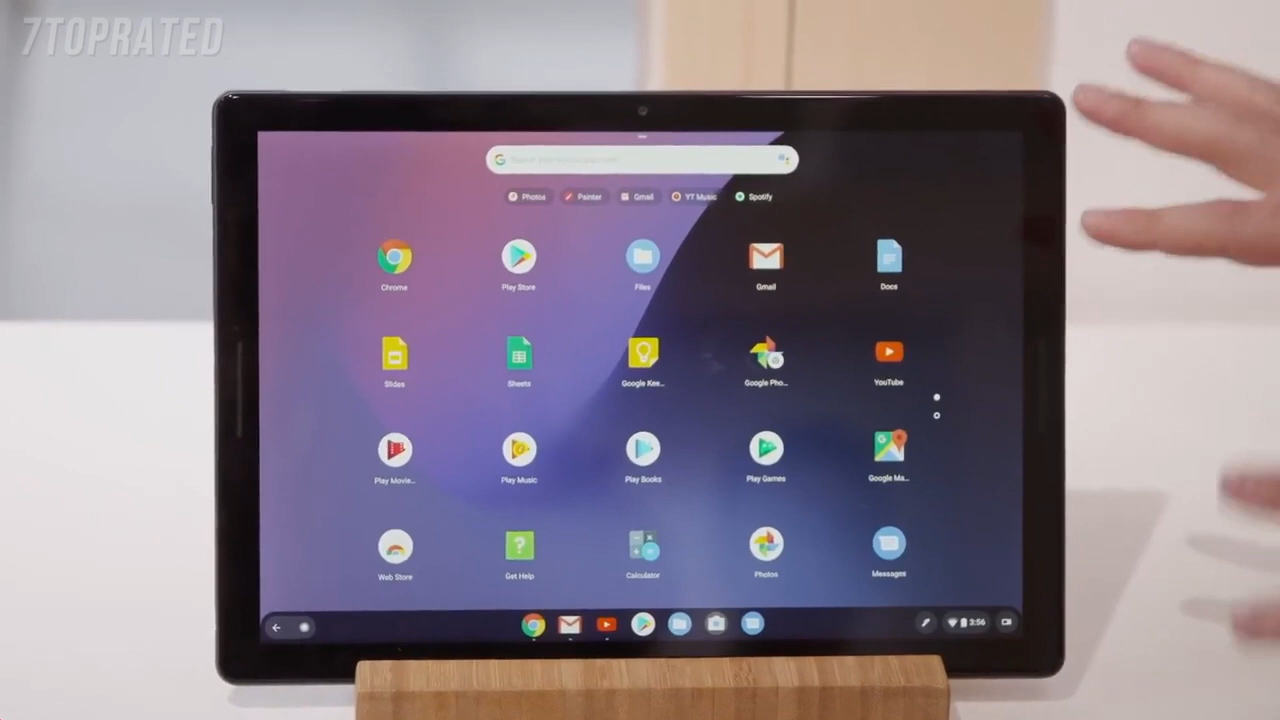 7TOPRATED
Photos Painter Gmail YT Music Spotify
Chrome Play Store Files Gmail Docs
Slides Sheets Google Kee... Google Pho... YouTube
Play Movie... Play Music Play Books Play Games Google Ma...
Web Store Get Help Calculator Photos Messages
3:56